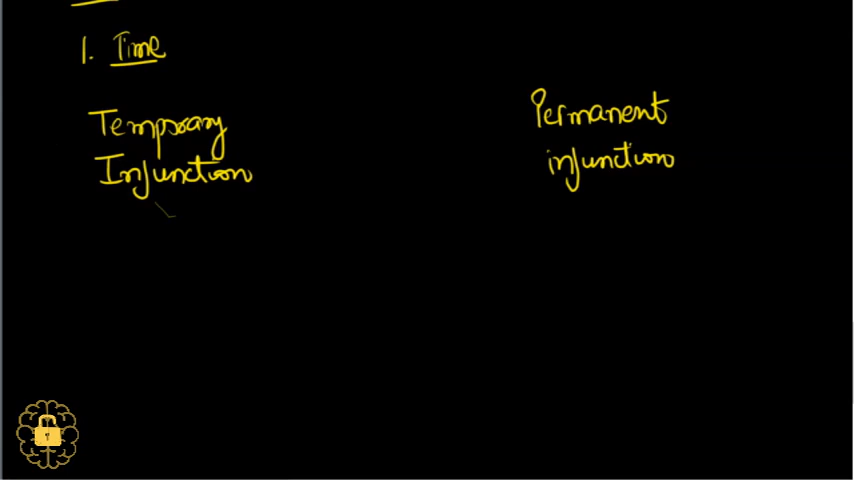 1. Time
Temporary
Injunction
Permanent
injunction